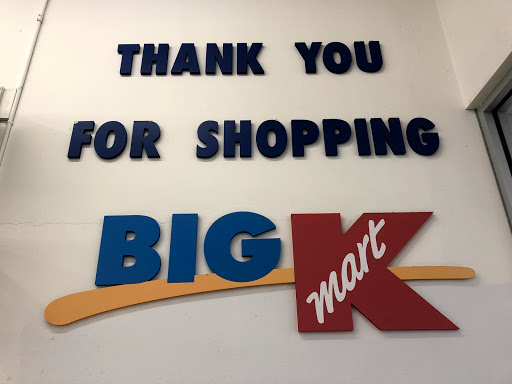 THANK YOU
FOR SHOPPING
BIG K
mart